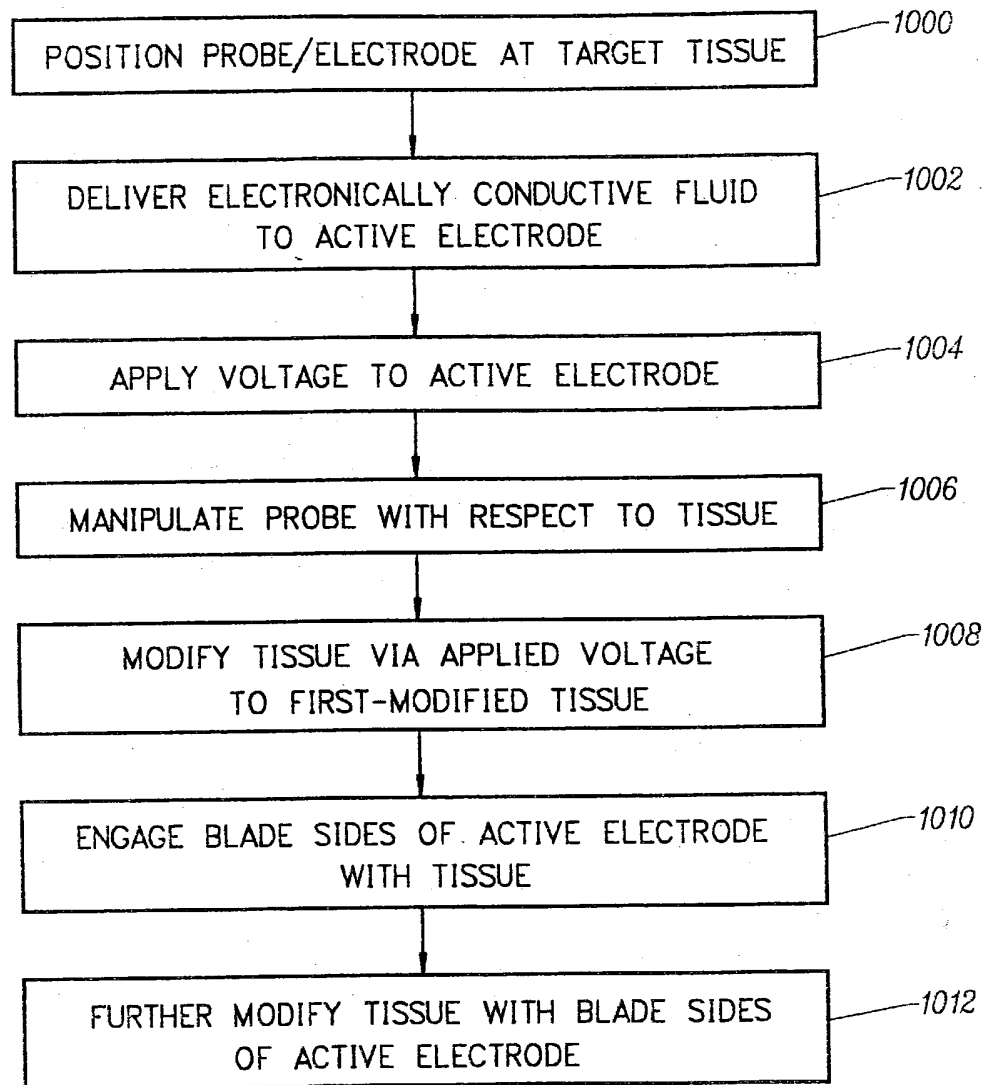 POSITION PROBE/ELECTRODE AT TARGET TISSUE
1000
DELIVER ELECTRONICALLY CONDUCTIVE FLUID
TO ACTIVE ELECTRODE
1002
APPLY VOLTAGE TO ACTIVE ELECTRODE
1004
MANIPULATE PROBE WITH RESPECT TO TISSUE
1006
MODIFY TISSUE VIA APPLIED VOLTAGE
TO FIRST-MODIFIED TISSUE
1008
ENGAGE BLADE SIDES OF ACTIVE ELECTRODE
WITH TISSUE
1010
FURTHER MODIFY TISSUE WITH BLADE SIDES
OF ACTIVE ELECTRODE
1012